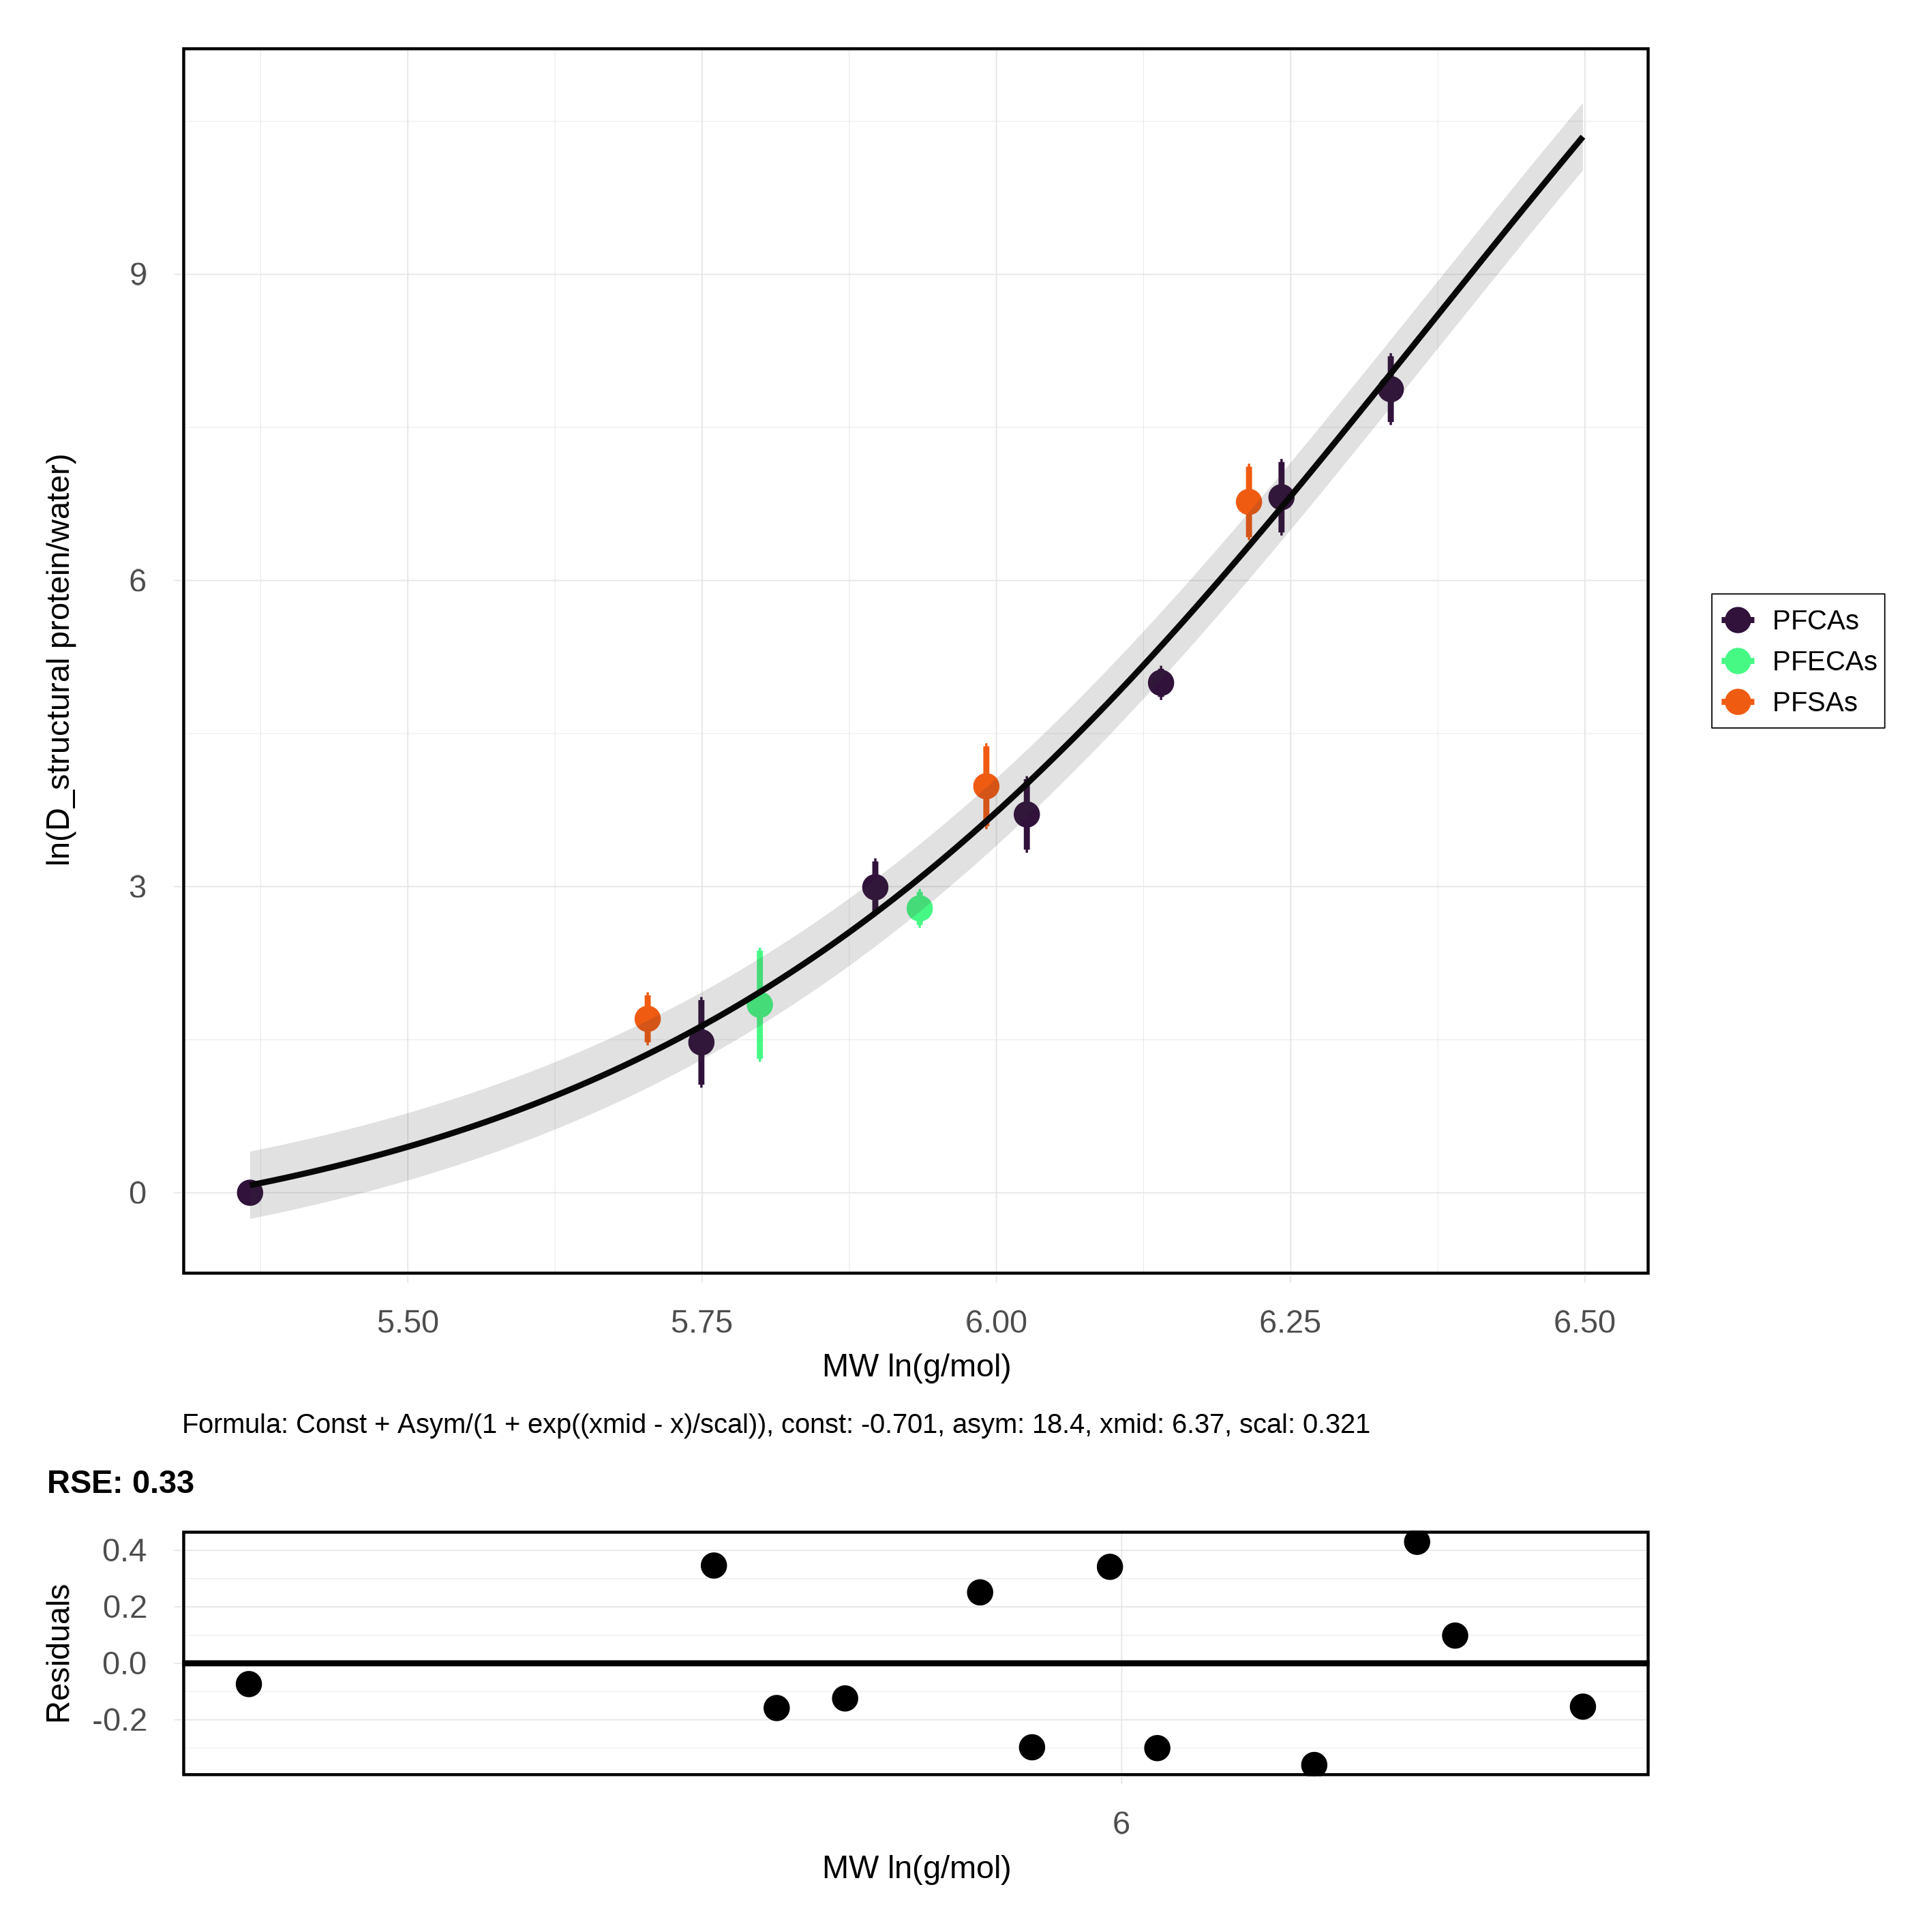 ln(D_structural protein/water)
9
6
3
0
5.50 5.75 6.00 6.25 6.50
MW ln(g/mol)
PFCAs
PFECAs
PFSAs
Formula: Const + Asym/(1 + exp((xmid - x)/scal)), const: -0.701, asym: 18.4, xmid: 6.37, scal: 0.321
RSE: 0.33
Residuals
0.4
0.2
0.0
-0.2
6
MW ln(g/mol)